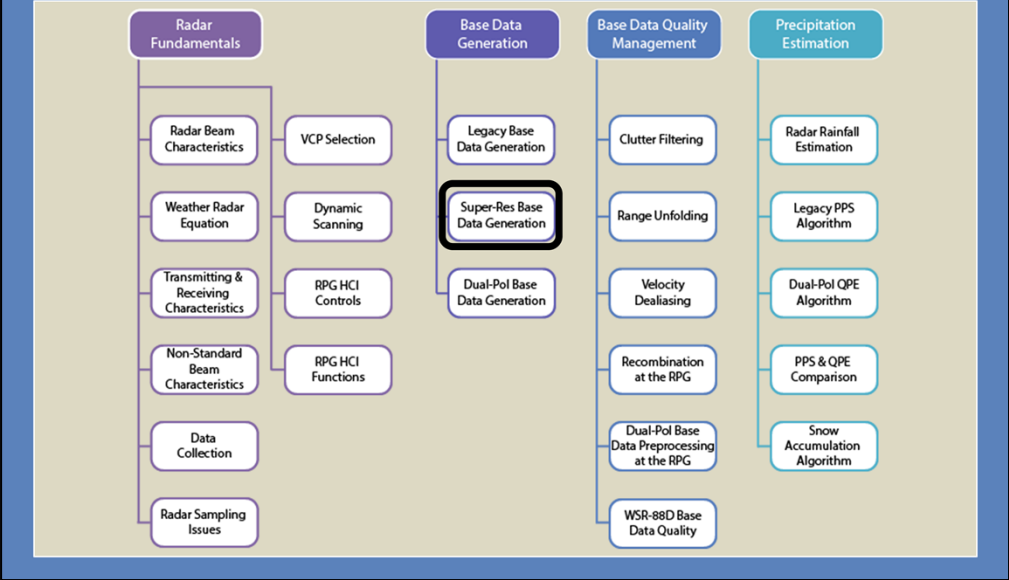 Radar
Fundamentals
Radar Beam
Characteristics
Weather Radar
Equation
Transmitting &
Receiving
Characteristics
Non-Standard
Beam
Characteristics
Data
Collection
Radar Sampling
Issues
VCP Selection
Dynamic
Scanning
RPG HCI
Controls
RPG HCI
Functions
Base Data
Generation
Legacy Base
Data Generation
Super-Res Base
Data Generation
Dual-Pol Base
Data Generation
Base Data Quality
Management
Clutter Filtering
Range Unfolding
Velocity
Dealiasing
Recombination
at the RPG
Dual-Pol Base
Data Preprocessing
at the RPG
WSR-88D Base
Data Quality
Precipitation
Estimation
Radar Rainfall
Estimation
Legacy PPS
Algorithm
Dual-Pol QPE
Algorithm
PPS & QPE
Comparison
Snow
Accumulation
Algorithm